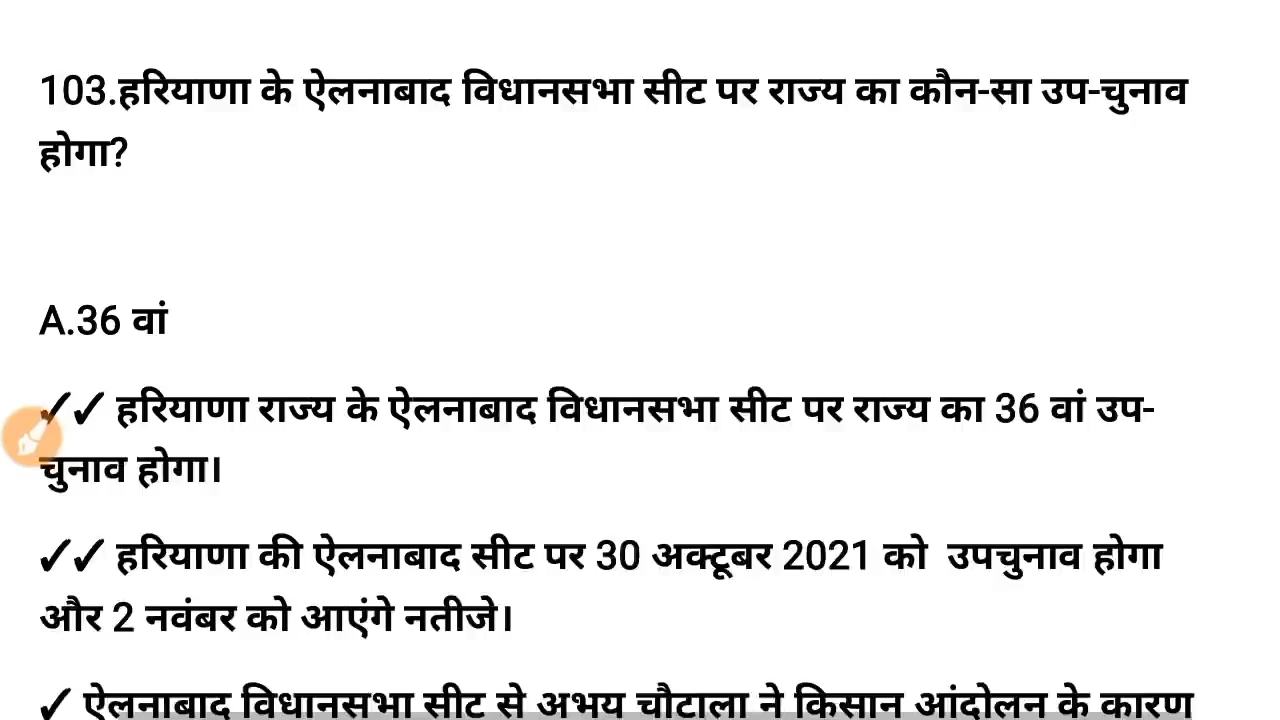 103.हरियाणा के ऐलनाबाद विधानसभा सीट पर राज्य का कौन-सा उप-चुनाव
होगा?
A.36 वां
✓✓ हरियाणा राज्य के ऐलनाबाद विधानसभा सीट पर राज्य का 36 वां उप-
चुनाव होगा।
✓✓ हरियाणा की ऐलनाबाद सीट पर 30 अक्टूबर 2021 को उपचुनाव होगा
और 2 नवंबर को आएंगे नतीजे।
✓ ऐलनाबाद विधानसभा सीट से अभय चौटाला ने किसान आंदोलन के कारण